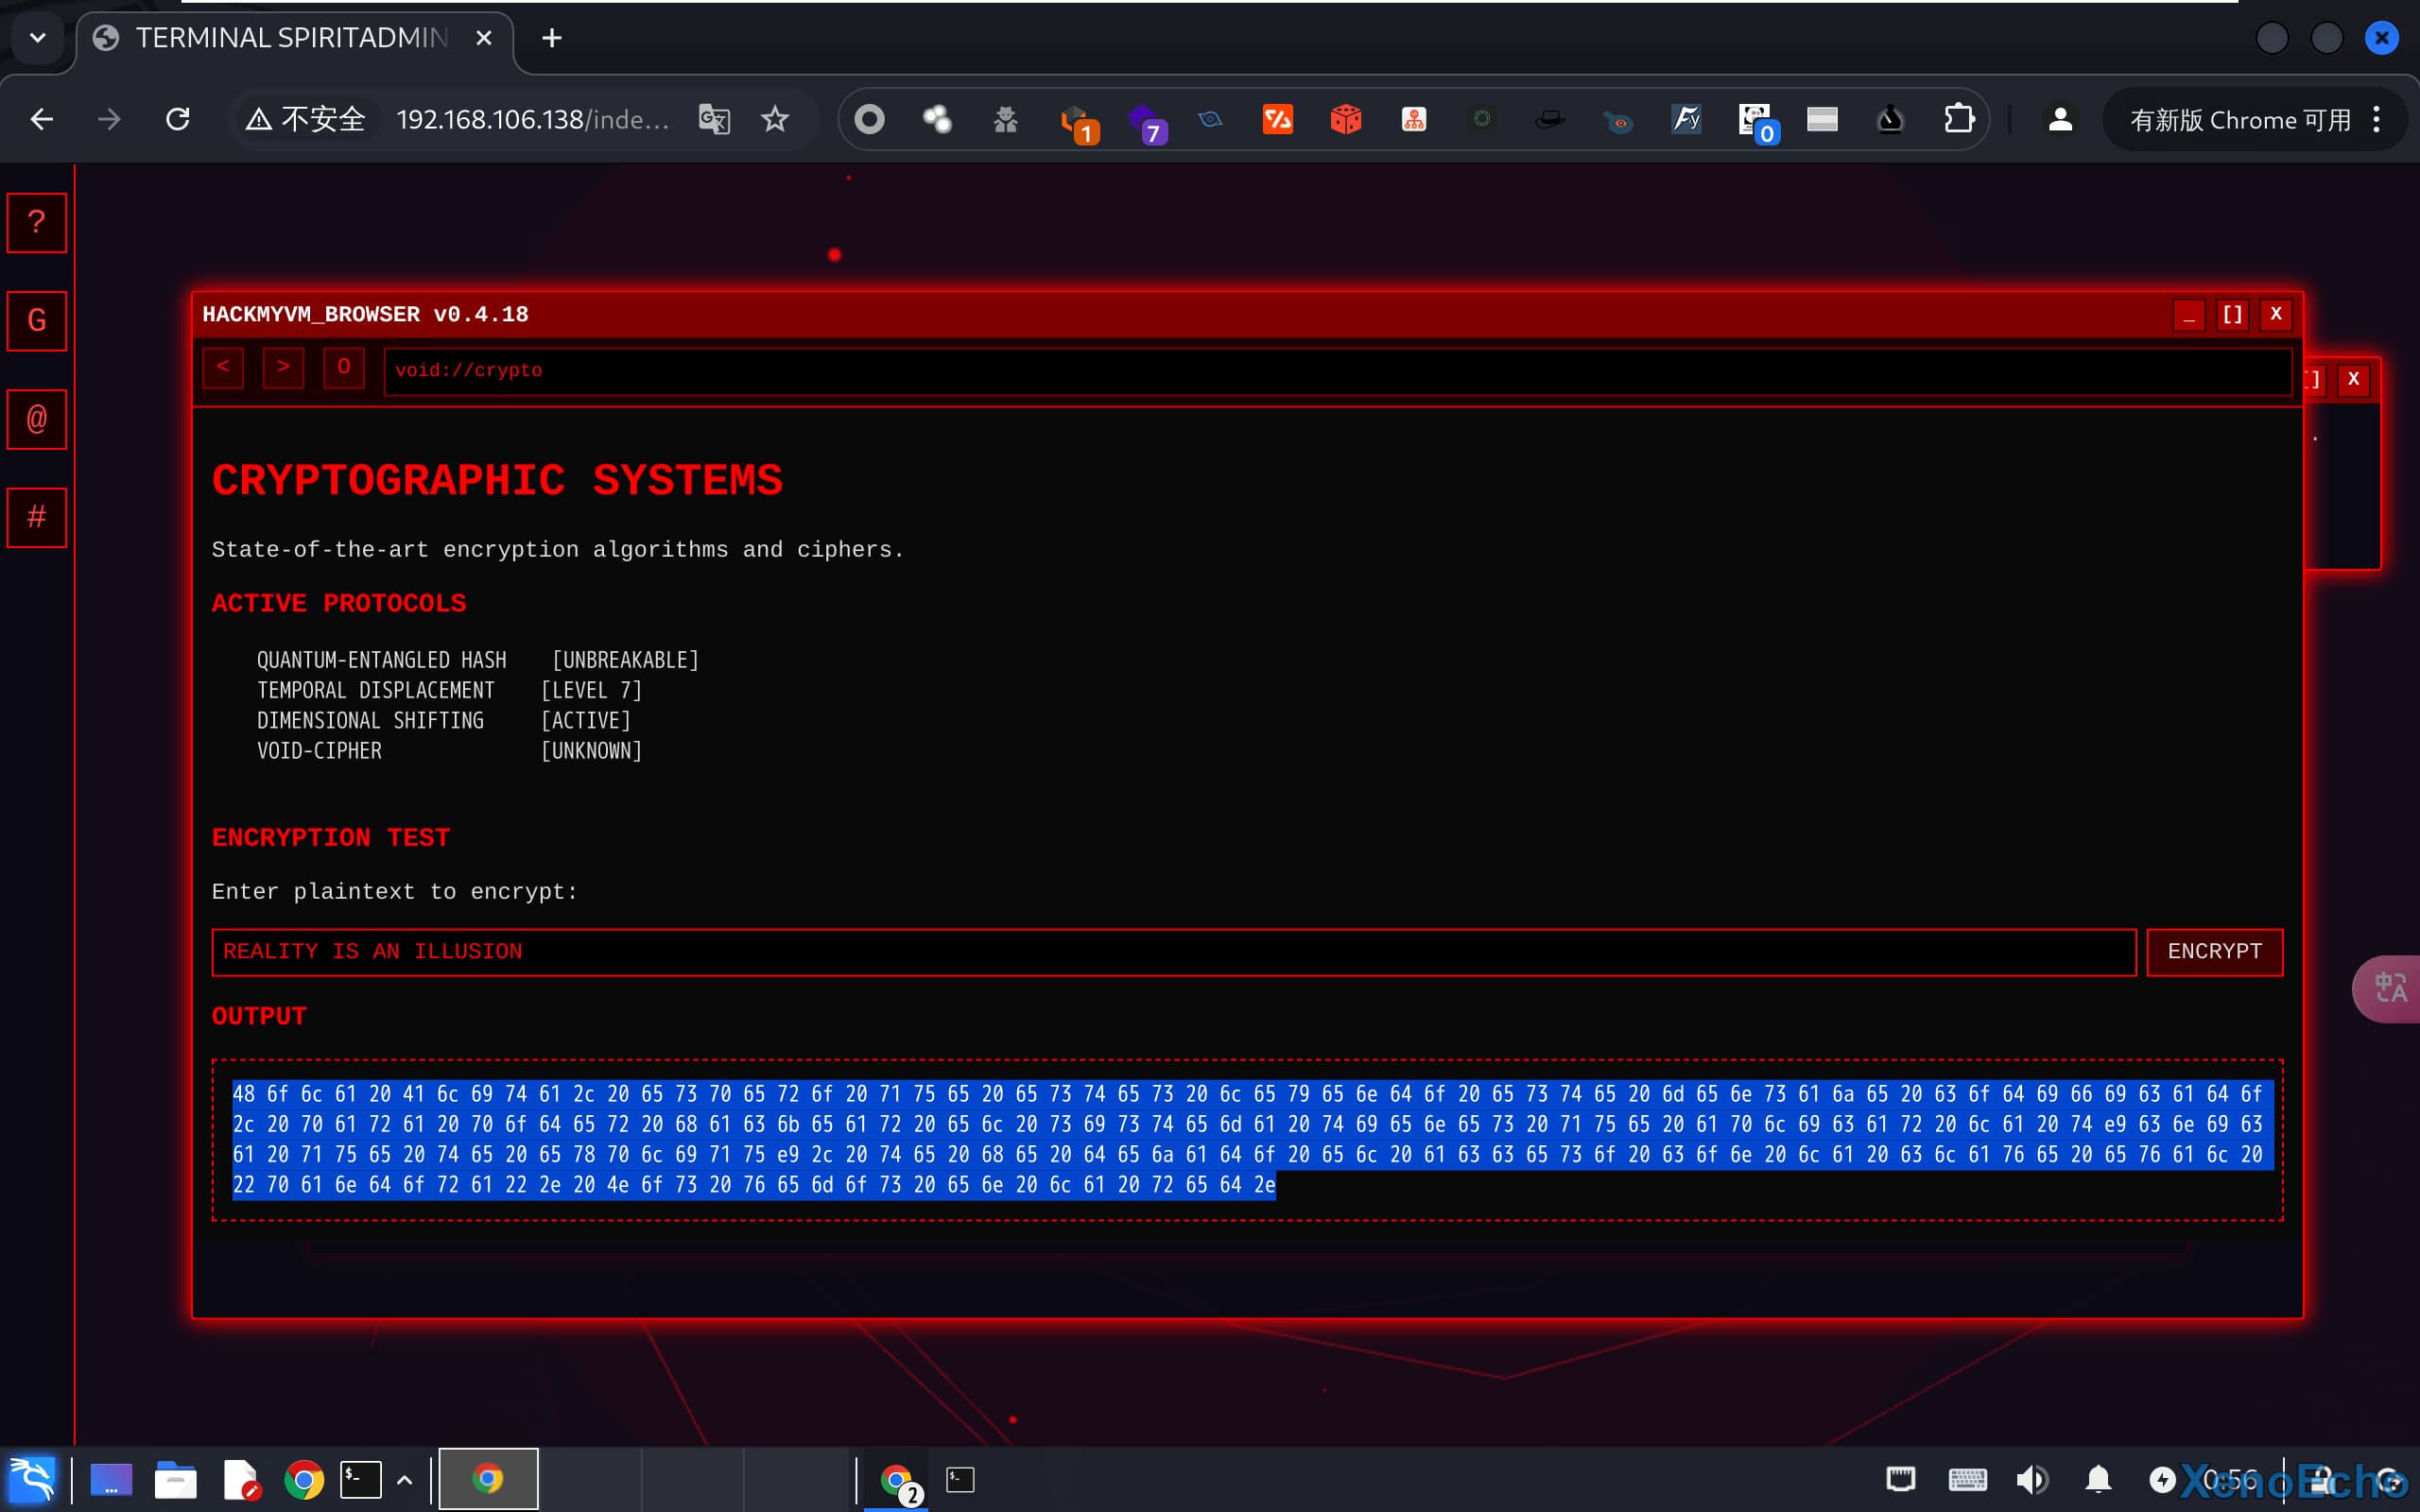 TERMINAL SPIRITADMIN
不安全
192.168.106.138/inde...
1
7
0
有新版 Chrome 可用
?
G
@
#
HACKMYVM_BROWSER v0.4.18
_ [] X
< > O void://crypto
] X
.
CRYPTOGRAPHIC SYSTEMS
State-of-the-art encryption algorithms and ciphers.
ACTIVE PROTOCOLS
QUANTUM-ENTANGLED HASH [UNBREAKABLE]
TEMPORAL DISPLACEMENT [LEVEL 7]
DIMENSIONAL SHIFTING [ACTIVE]
VOID-CIPHER [UNKNOWN]
ENCRYPTION TEST
Enter plaintext to encrypt:
REALITY IS AN ILLUSION ENCRYPT
OUTPUT
48 6f 6c 61 20 41 6c 69 74 61 2c 20 65 73 70 65 72 6f 20 71 75 65 20 65 73 74 65 73 20 6c 65 79 65 6e 64 6f 20 65 73 74 65 20 6d 65 6e 73 61 6a 65 20 63 6f 64 69 66 69 63 61 64 6f
2c 20 70 61 72 61 20 70 6f 64 65 72 20 68 61 63 6b 65 61 72 20 65 6c 20 73 69 73 74 65 6d 61 20 74 69 65 6e 65 73 20 71 75 65 20 61 70 6c 69 63 61 72 20 6c 61 20 74 e9 63 6e 69 63
61 20 71 75 65 20 74 65 20 65 78 70 6c 69 71 75 e9 2c 20 74 65 20 68 65 20 64 65 6a 61 64 6f 20 65 6c 20 61 63 63 65 73 6f 20 63 6f 6e 20 6c 61 20 63 6c 61 76 65 20 65 76 61 6c 20
22 70 61 6e 64 6f 72 61 22 2e 20 4e 6f 73 20 76 65 6d 6f 73 20 65 6e 20 6c 61 20 72 65 64 2e
中A
$_
2
$_
0:56
XenoEcho